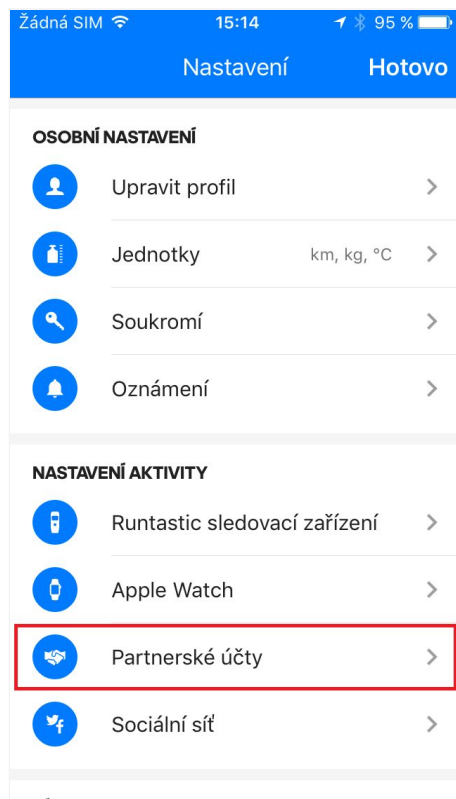 Žádná SIM 15:14 95 %
Nastavení Hotovo
OSOBNÍ NASTAVENÍ
Upravit profil
Jednotky km, kg, °C
Soukromí
Oznámení
NASTAVENÍ AKTIVITY
Runtastic sledovací zařízení
Apple Watch
Partnerské účty
Sociální síť